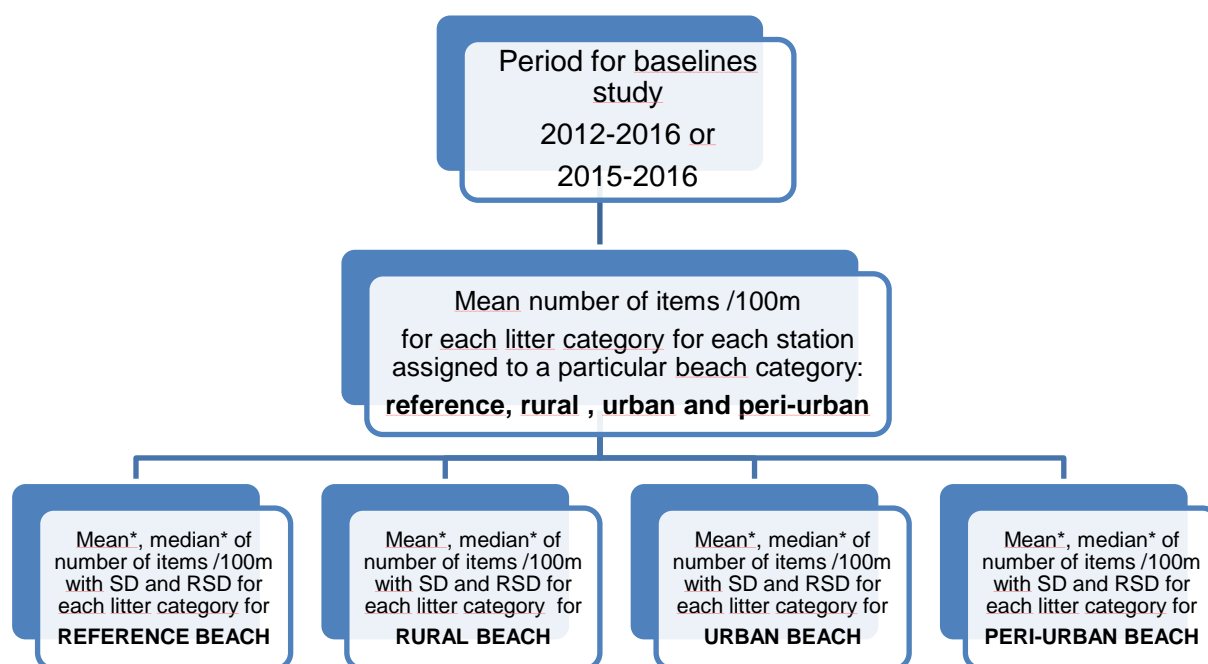 Period for baselines
study
2012-2016 or
2015-2016
Mean number of items /100m
for each litter category for each station
assigned to a particular beach category:
reference, rural , urban and peri-urban
Mean*, median* of
number of items /100m
with SD and RSD for
each litter category for
REFERENCE BEACH
Mean*, median* of
number of items /100m
with SD and RSD for
each litter category for
RURAL BEACH
Mean*, median* of
number of items /100m
with SD and RSD for
each litter category for
URBAN BEACH
Mean*, median* of
number of items /100m
with SD and RSD for
each litter category for
PERI-URBAN BEACH